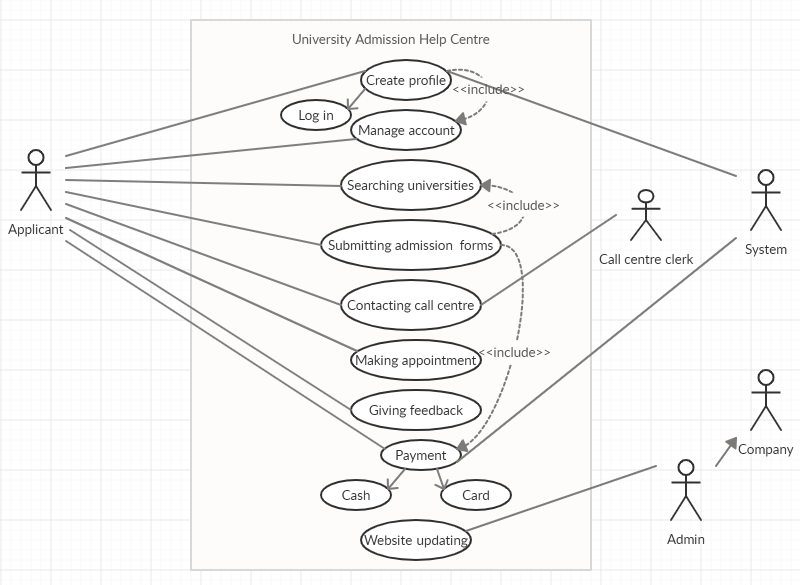 University Admission Help Centre
Create profile
<<include>>
Log in
Manage account
Searching universities
<<include>>
Applicant
Submitting admission forms
Call centre clerk
System
Contacting call centre
Making appointment
<<include>>
Giving feedback
Payment
Company
Cash
Card
Website updating
Admin